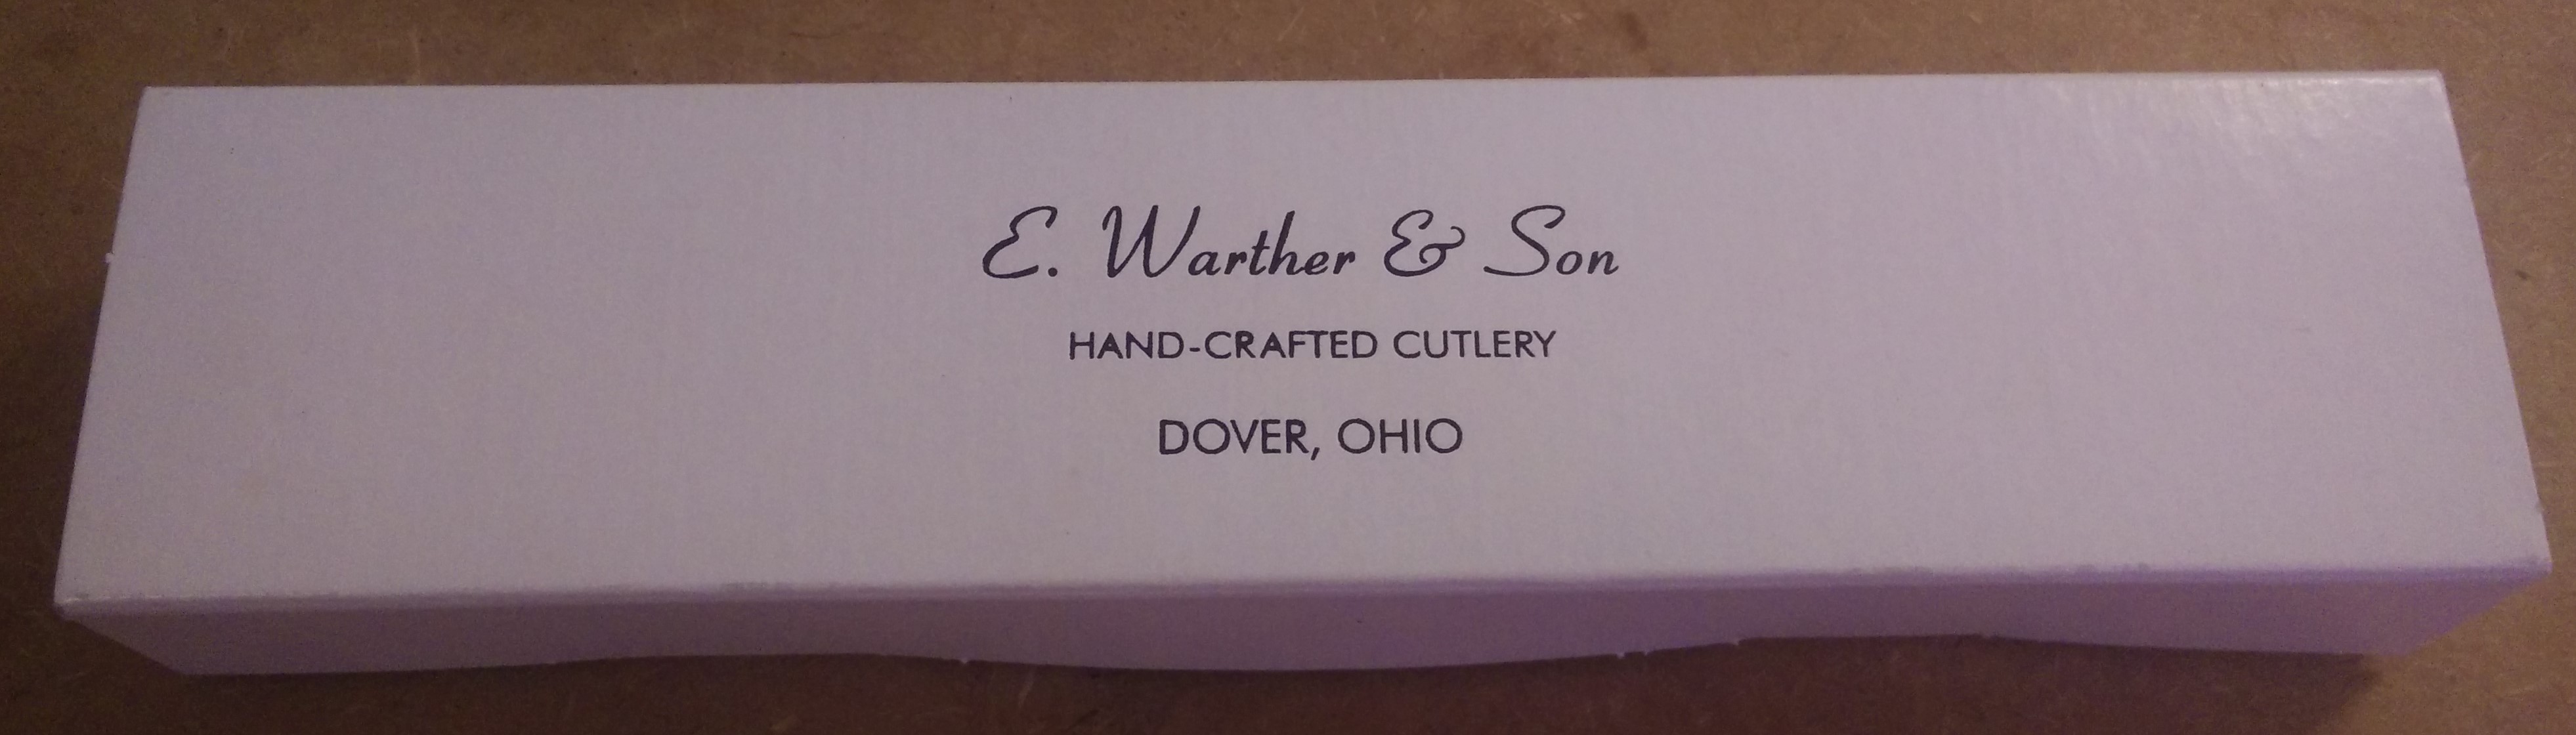 E. Warther & Son
HAND-CRAFTED CUTLERY
DOVER, OHIO